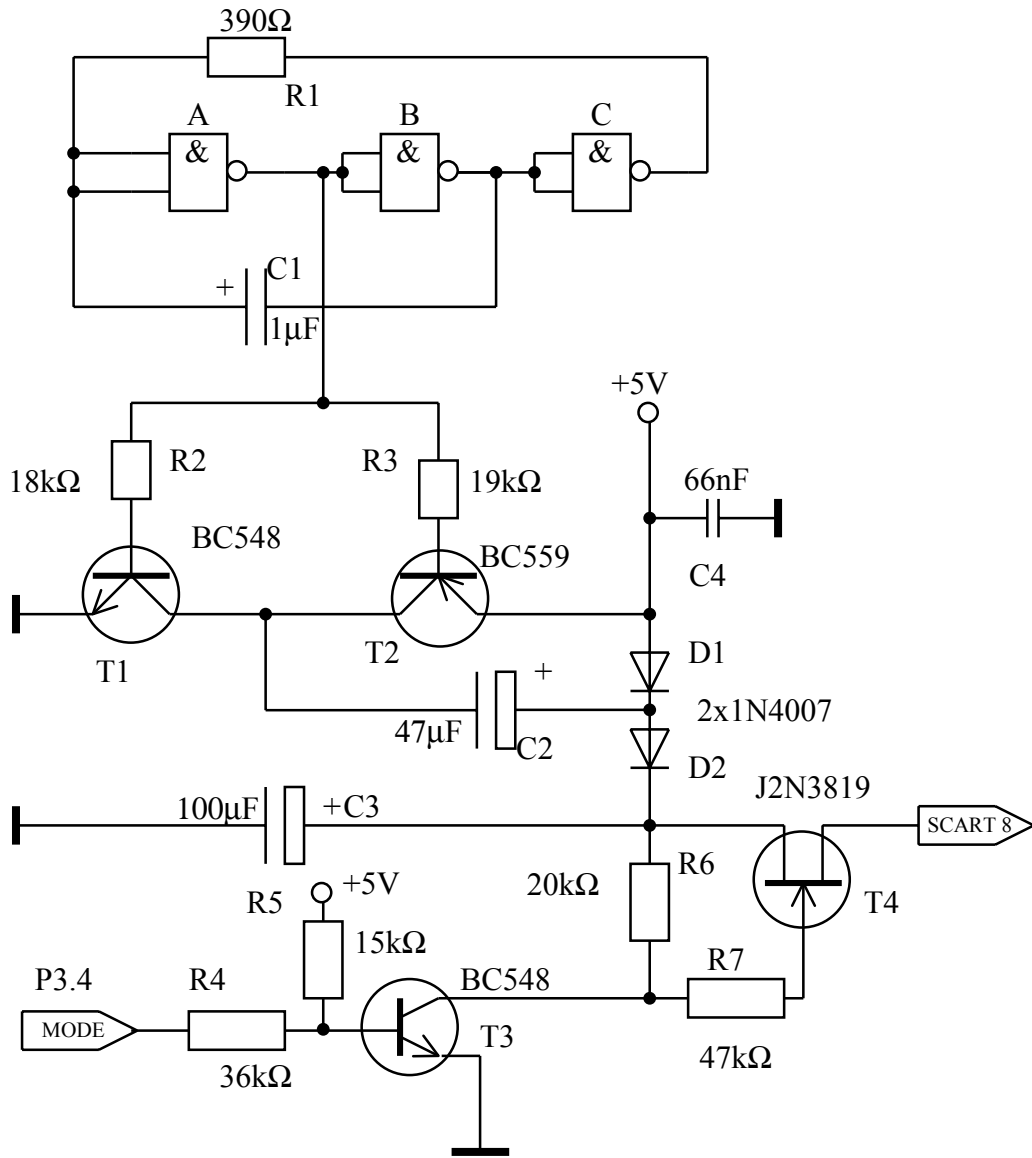 390Ω
R1
A
B
C
&
&
&
+
C1
1μF
+5V
R2
R3
18kΩ
19kΩ
66nF
BC548
BC559
C4
T1
T2
D1
+
2x1N4007
47μF
C2
D2
J2N3819
100μF
+C3
SCART 8
R6
+5V
20kΩ
R5
T4
15kΩ
P3.4
R4
BC548
R7
MODE
T3
36kΩ
47kΩ